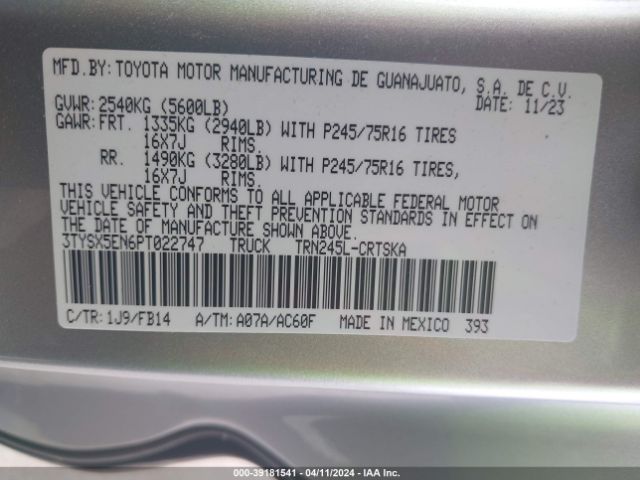 MFD.BY: TOYOTA MOTOR MANUFACTURING DE GUANAJUATO, S.A. DE C.V.
GVWR: 2540KG (5600LB) DATE: 11/23
GAWR: FRT. 1335KG (2940LB) WITH P245/75R16 TIRES
16X7J RIMS.
RR. 1490KG (3280LB) WITH P245/75R16 TIRES,
16X7J RIMS.
THIS VEHICLE CONFORMS TO ALL APPLICABLE FEDERAL MOTOR
VEHICLE SAFETY AND THEFT PREVENTION STANDARDS IN EFFECT ON
THE DATE OF MANUFACTURE SHOWN ABOVE.
3TYSX5EN6PT022747 TRUCK TRN245L-CRTSKA
C/TR: 1J9/FB14 A/TM: A07A/AC60F MADE IN MEXICO 393
000-39181541 - 04/11/2024 - IAA Inc.